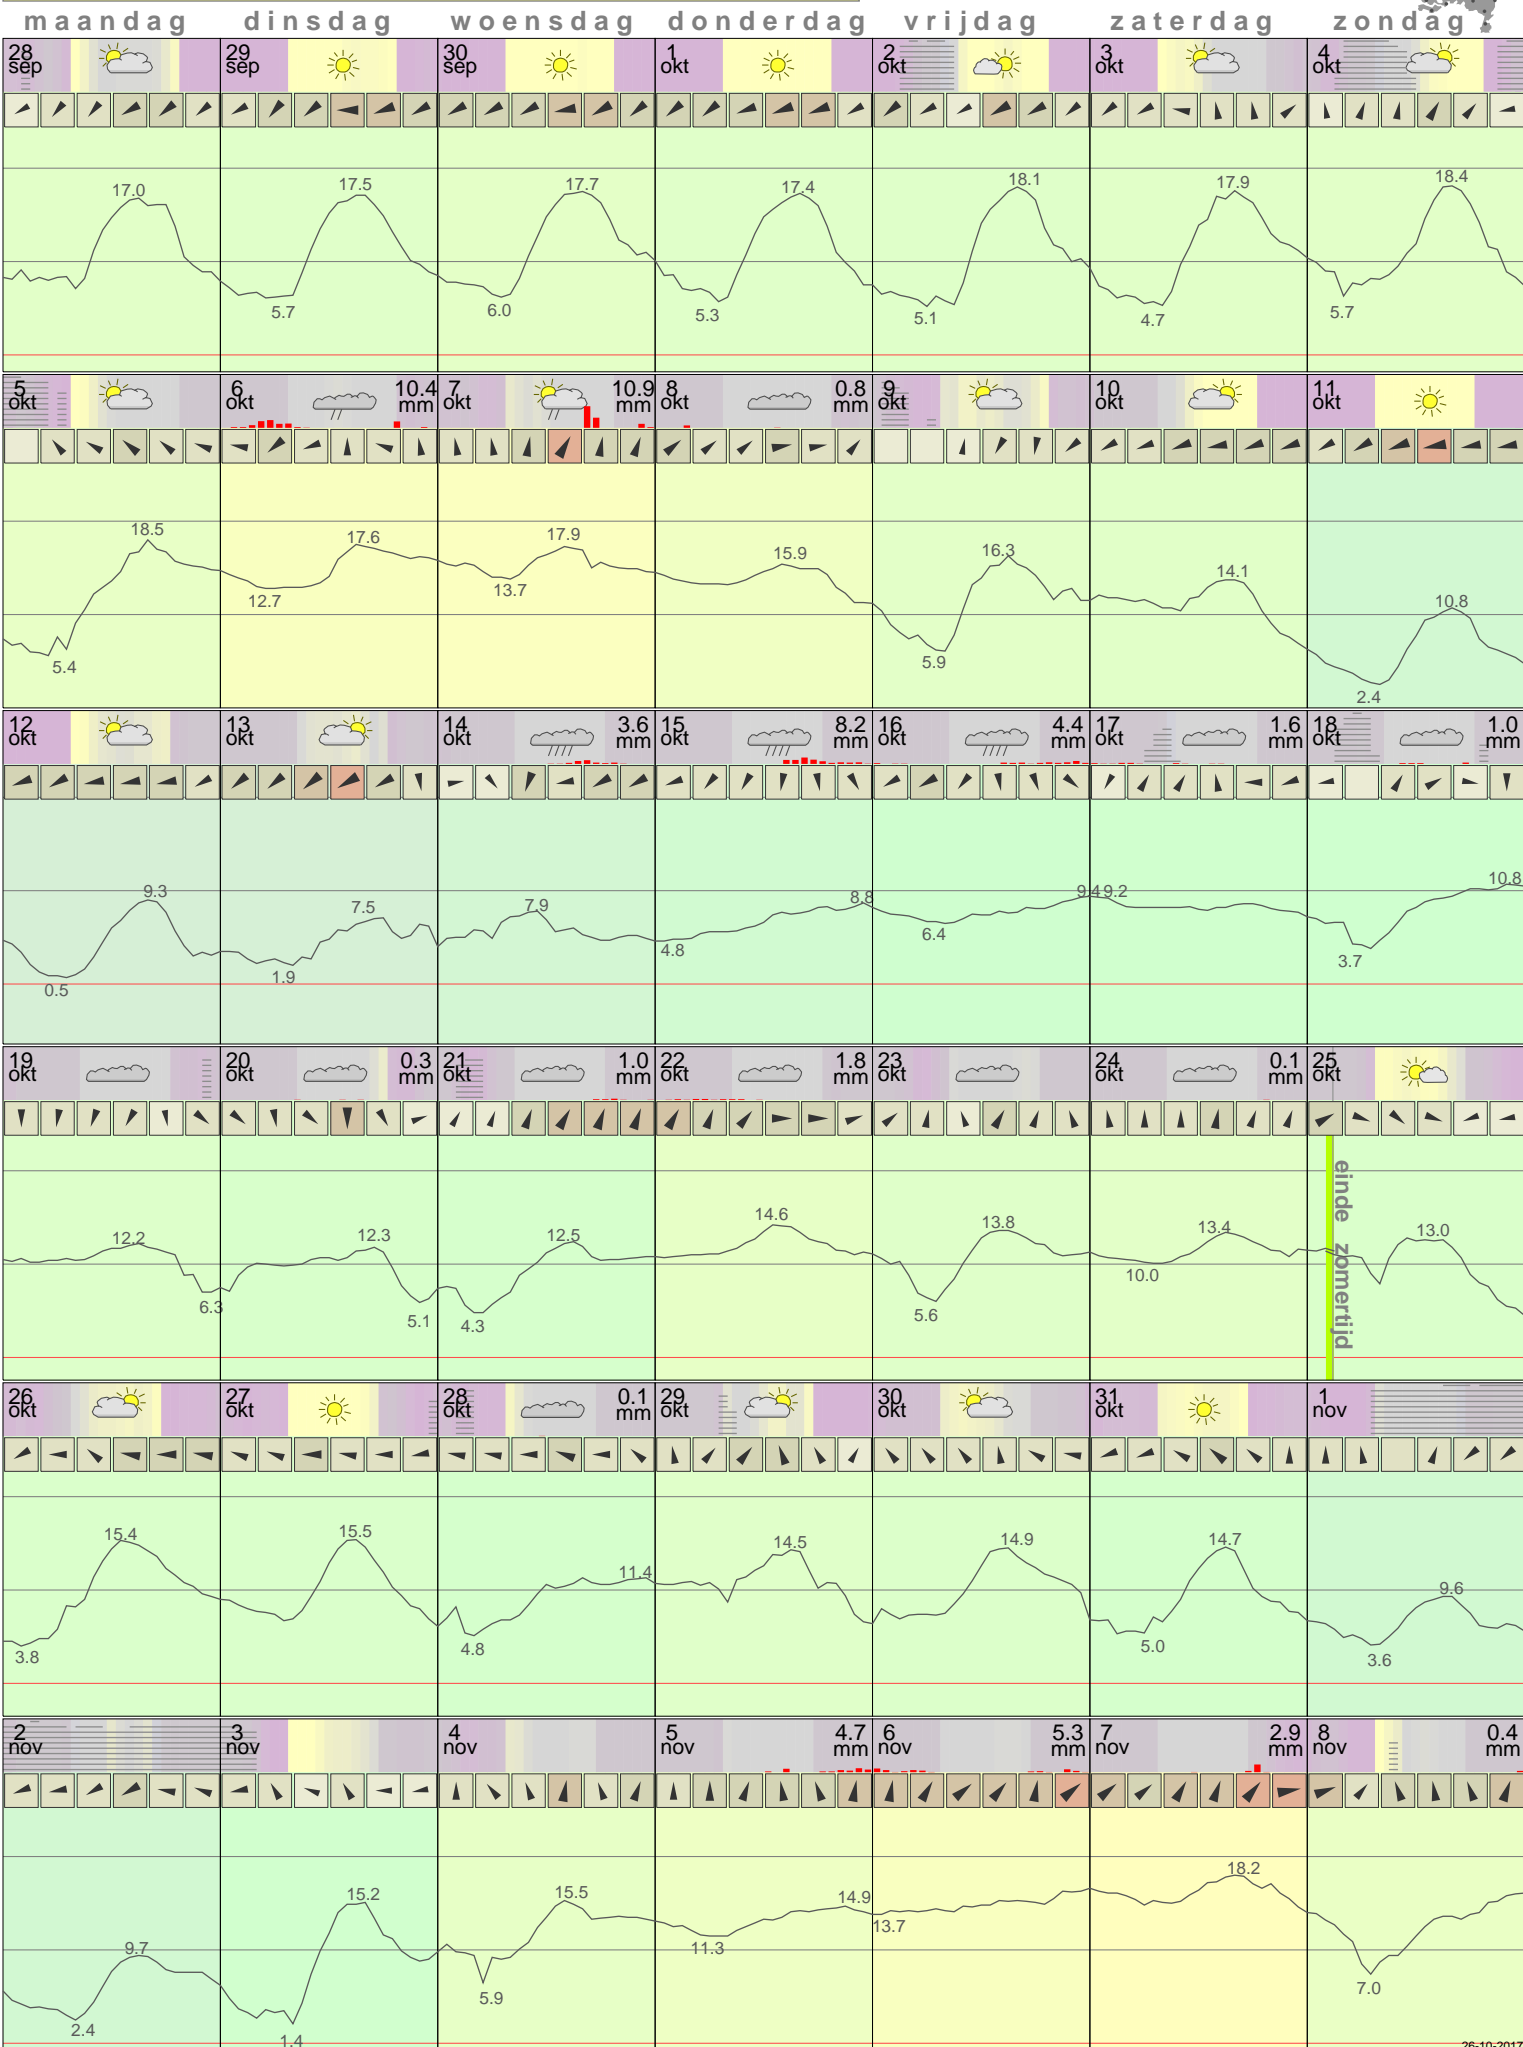 maandag dinsdag woensdag donderdag vrijdag zaterdag zondag
28 29 30 1 2 3 4
sep sep sep okt okt okt okt
17.0 17.5 17.7 17.4 18.1 17.9 18.4
5.7 6.0 5.3 5.1 4.7 5.7
5 6 10.4 7 10.9 8 0.8 9 10 11
okt okt mm okt mm okt mm okt okt okt
18.5 17.6 17.9 15.9 16.3 14.1 10.8
5.4 12.7 13.7 5.9 2.4
12 13 14 3.6 15 8.2 16 4.4 17 1.6 18 1.0
okt okt okt mm okt mm okt mm okt mm okt mm
9.3 7.5 7.9 8.8 9.4 9.2 10.8
0.5 1.9 4.8 6.4 3.7
19 20 0.3 21 1.0 22 1.8 23 24 0.1 25
okt okt mm okt mm okt mm okt okt mm okt
einde zomertijd
12.2 12.3 12.5 14.6 13.8 13.4 13.0
6.3 5.1 4.3 5.6 10.0
26 27 28 0.1 29 30 31 1
okt okt okt mm okt okt okt nov
15.4 15.5 11.4 14.5 14.9 14.7 9.6
3.8 4.8 5.0 3.6
2 3 4 5 4.7 6 5.3 7 2.9 8 0.4
nov nov nov nov mm nov mm nov mm nov mm
9.7 15.2 15.5 14.9 18.2
2.4 1.4 5.9 11.3 13.7 7.0
26-10-2017